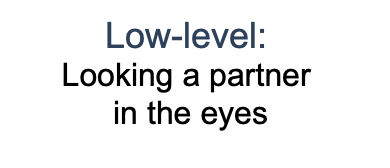 Low-level:
Looking a partner
in the eyes